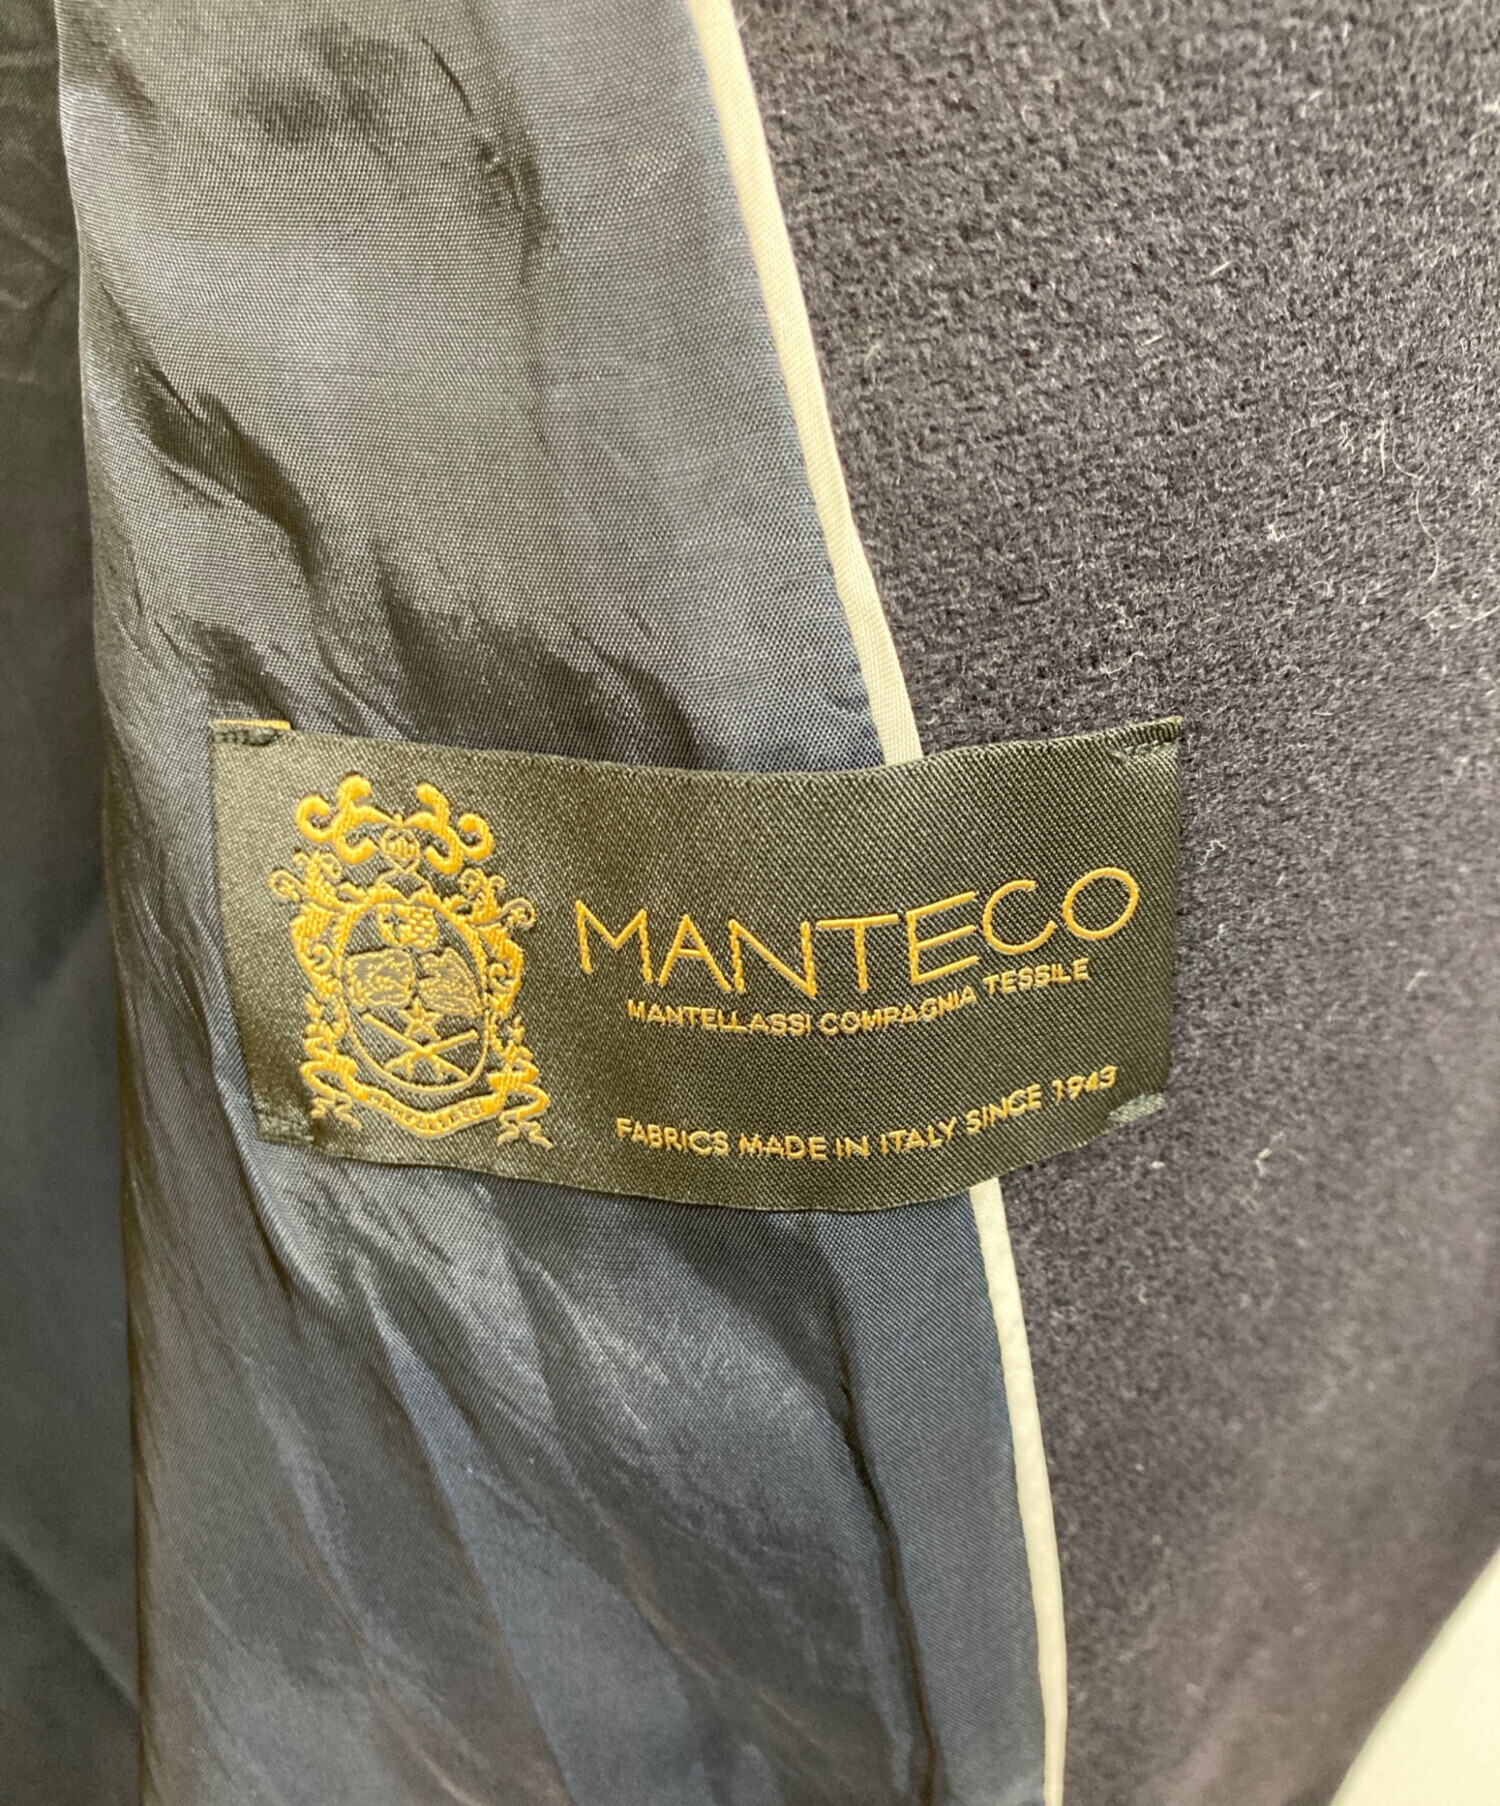 MANTECO
MANTELLASSI COMPAGNIA TESSILE
FABRICS MADE IN ITALY SINCE 1943